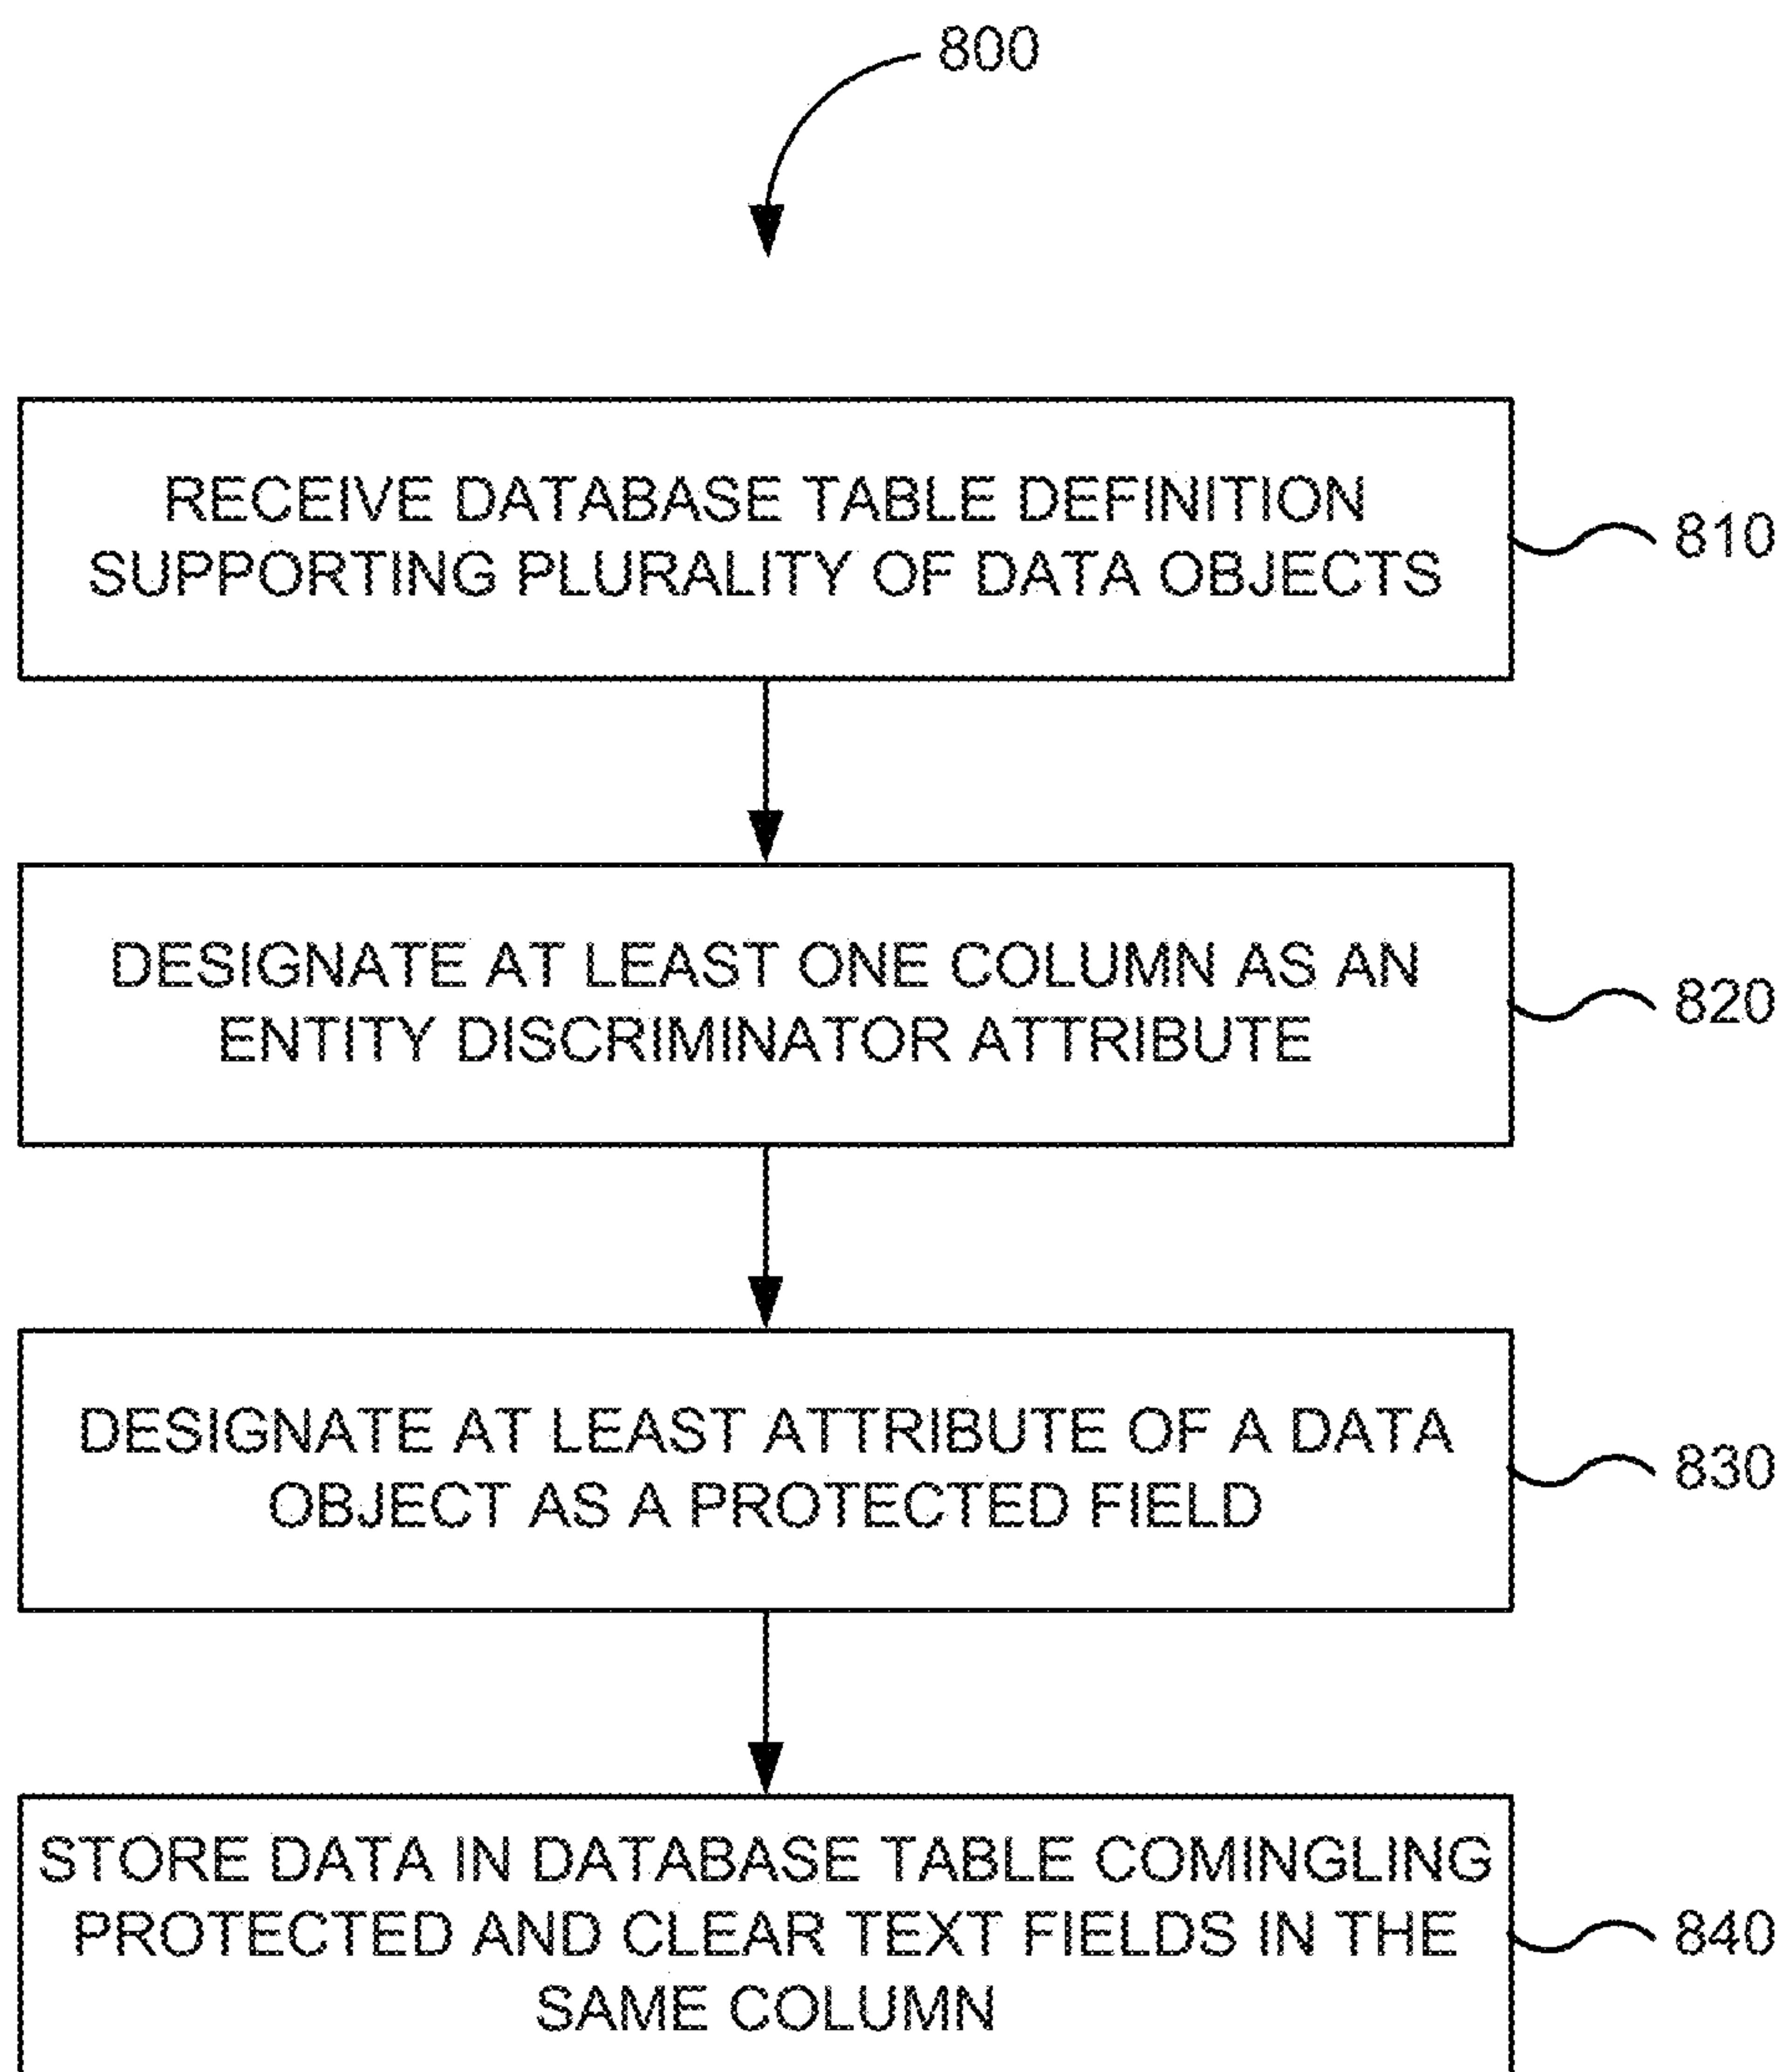 800
RECEIVE DATABASE TABLE DEFINITION
SUPPORTING PLURALITY OF DATA OBJECTS
810
DESIGNATE AT LEAST ONE COLUMN AS AN
ENTITY DISCRIMINATOR ATTRIBUTE
820
DESIGNATE AT LEAST ATTRIBUTE OF A DATA
OBJECT AS A PROTECTED FIELD
830
STORE DATA IN DATABASE TABLE COMINGLING
PROTECTED AND CLEAR TEXT FIELDS IN THE
SAME COLUMN
840